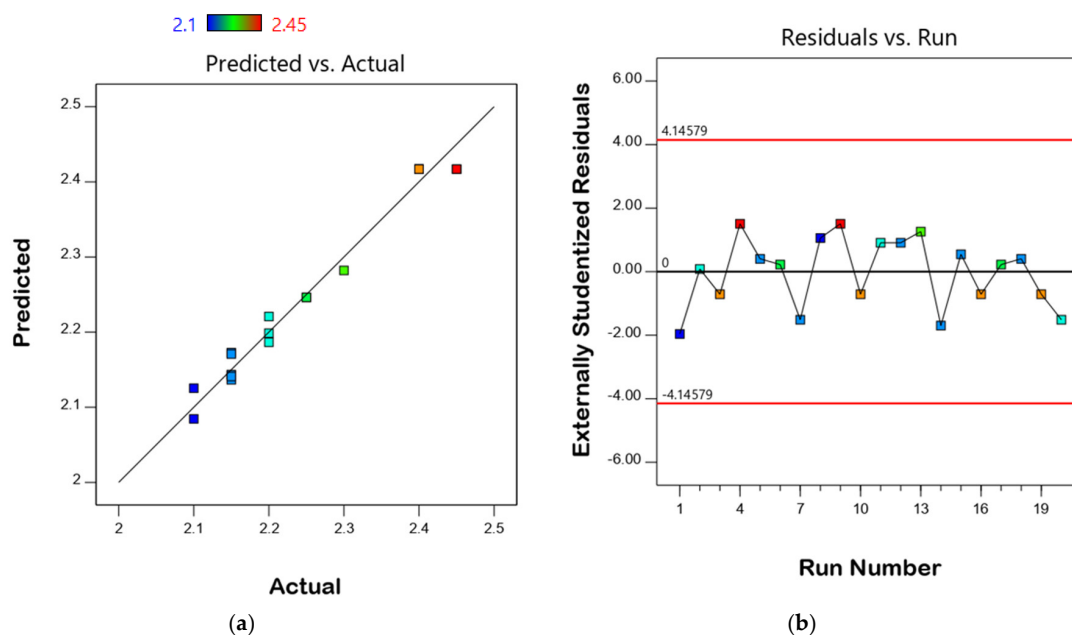 2.1 2.45
Predicted vs. Actual
Predicted
2.5
2.4
2.3
2.2
2.1
2
2 2.1 2.2 2.3 2.4 2.5
Actual
(a)
Residuals vs. Run
Externally Studentized Residuals
6.00
4.00
2.00
0.00
-2.00
-4.00
-6.00
4.14579
0
-4.14579
1 4 7 10 13 16 19
Run Number
(b)